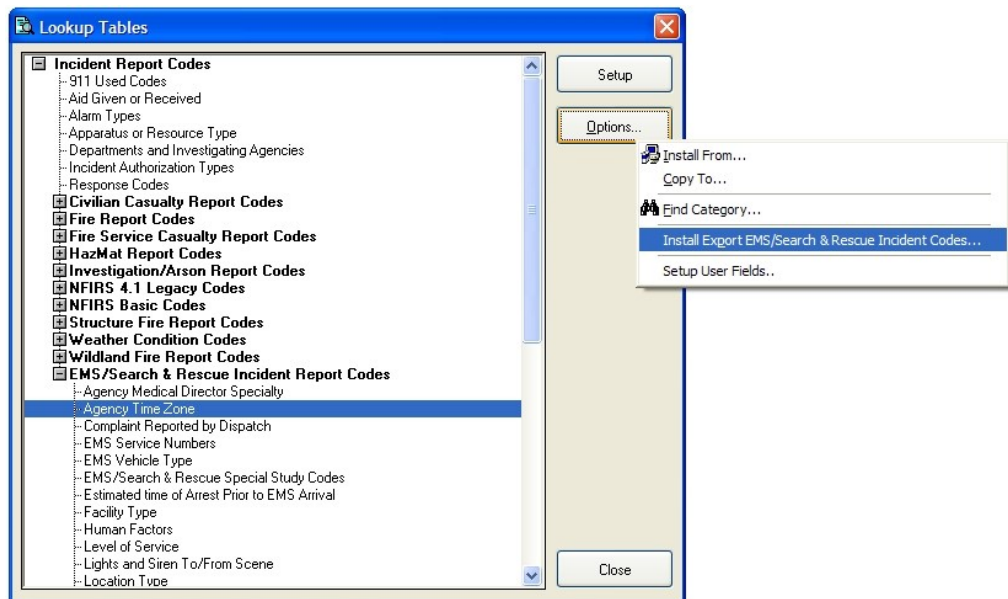 Lookup Tables
Incident Report Codes
911 Used Codes
Aid Given or Received
Alarm Types
Apparatus or Resource Type
Departments and Investigating Agencies
Incident Authorization Types
Response Codes
Civilian Casualty Report Codes
Fire Report Codes
Fire Service Casualty Report Codes
HazMat Report Codes
Investigation/Arson Report Codes
NFIRS 4.1 Legacy Codes
NFIRS Basic Codes
Structure Fire Report Codes
Weather Condition Codes
Wildland Fire Report Codes
EMS/Search & Rescue Incident Report Codes
Agency Medical Director Specialty
Agency Time Zone
Complaint Reported by Dispatch
EMS Service Numbers
EMS Vehicle Type
EMS/Search & Rescue Special Study Codes
Estimated time of Arrest Prior to EMS Arrival
Facility Type
Human Factors
Level of Service
Lights and Siren To/From Scene
Location Type
Setup
Options...
Install From...
Copy To...
Find Category...
Install Export EMS/Search & Rescue Incident Codes...
Setup User Fields..
Close